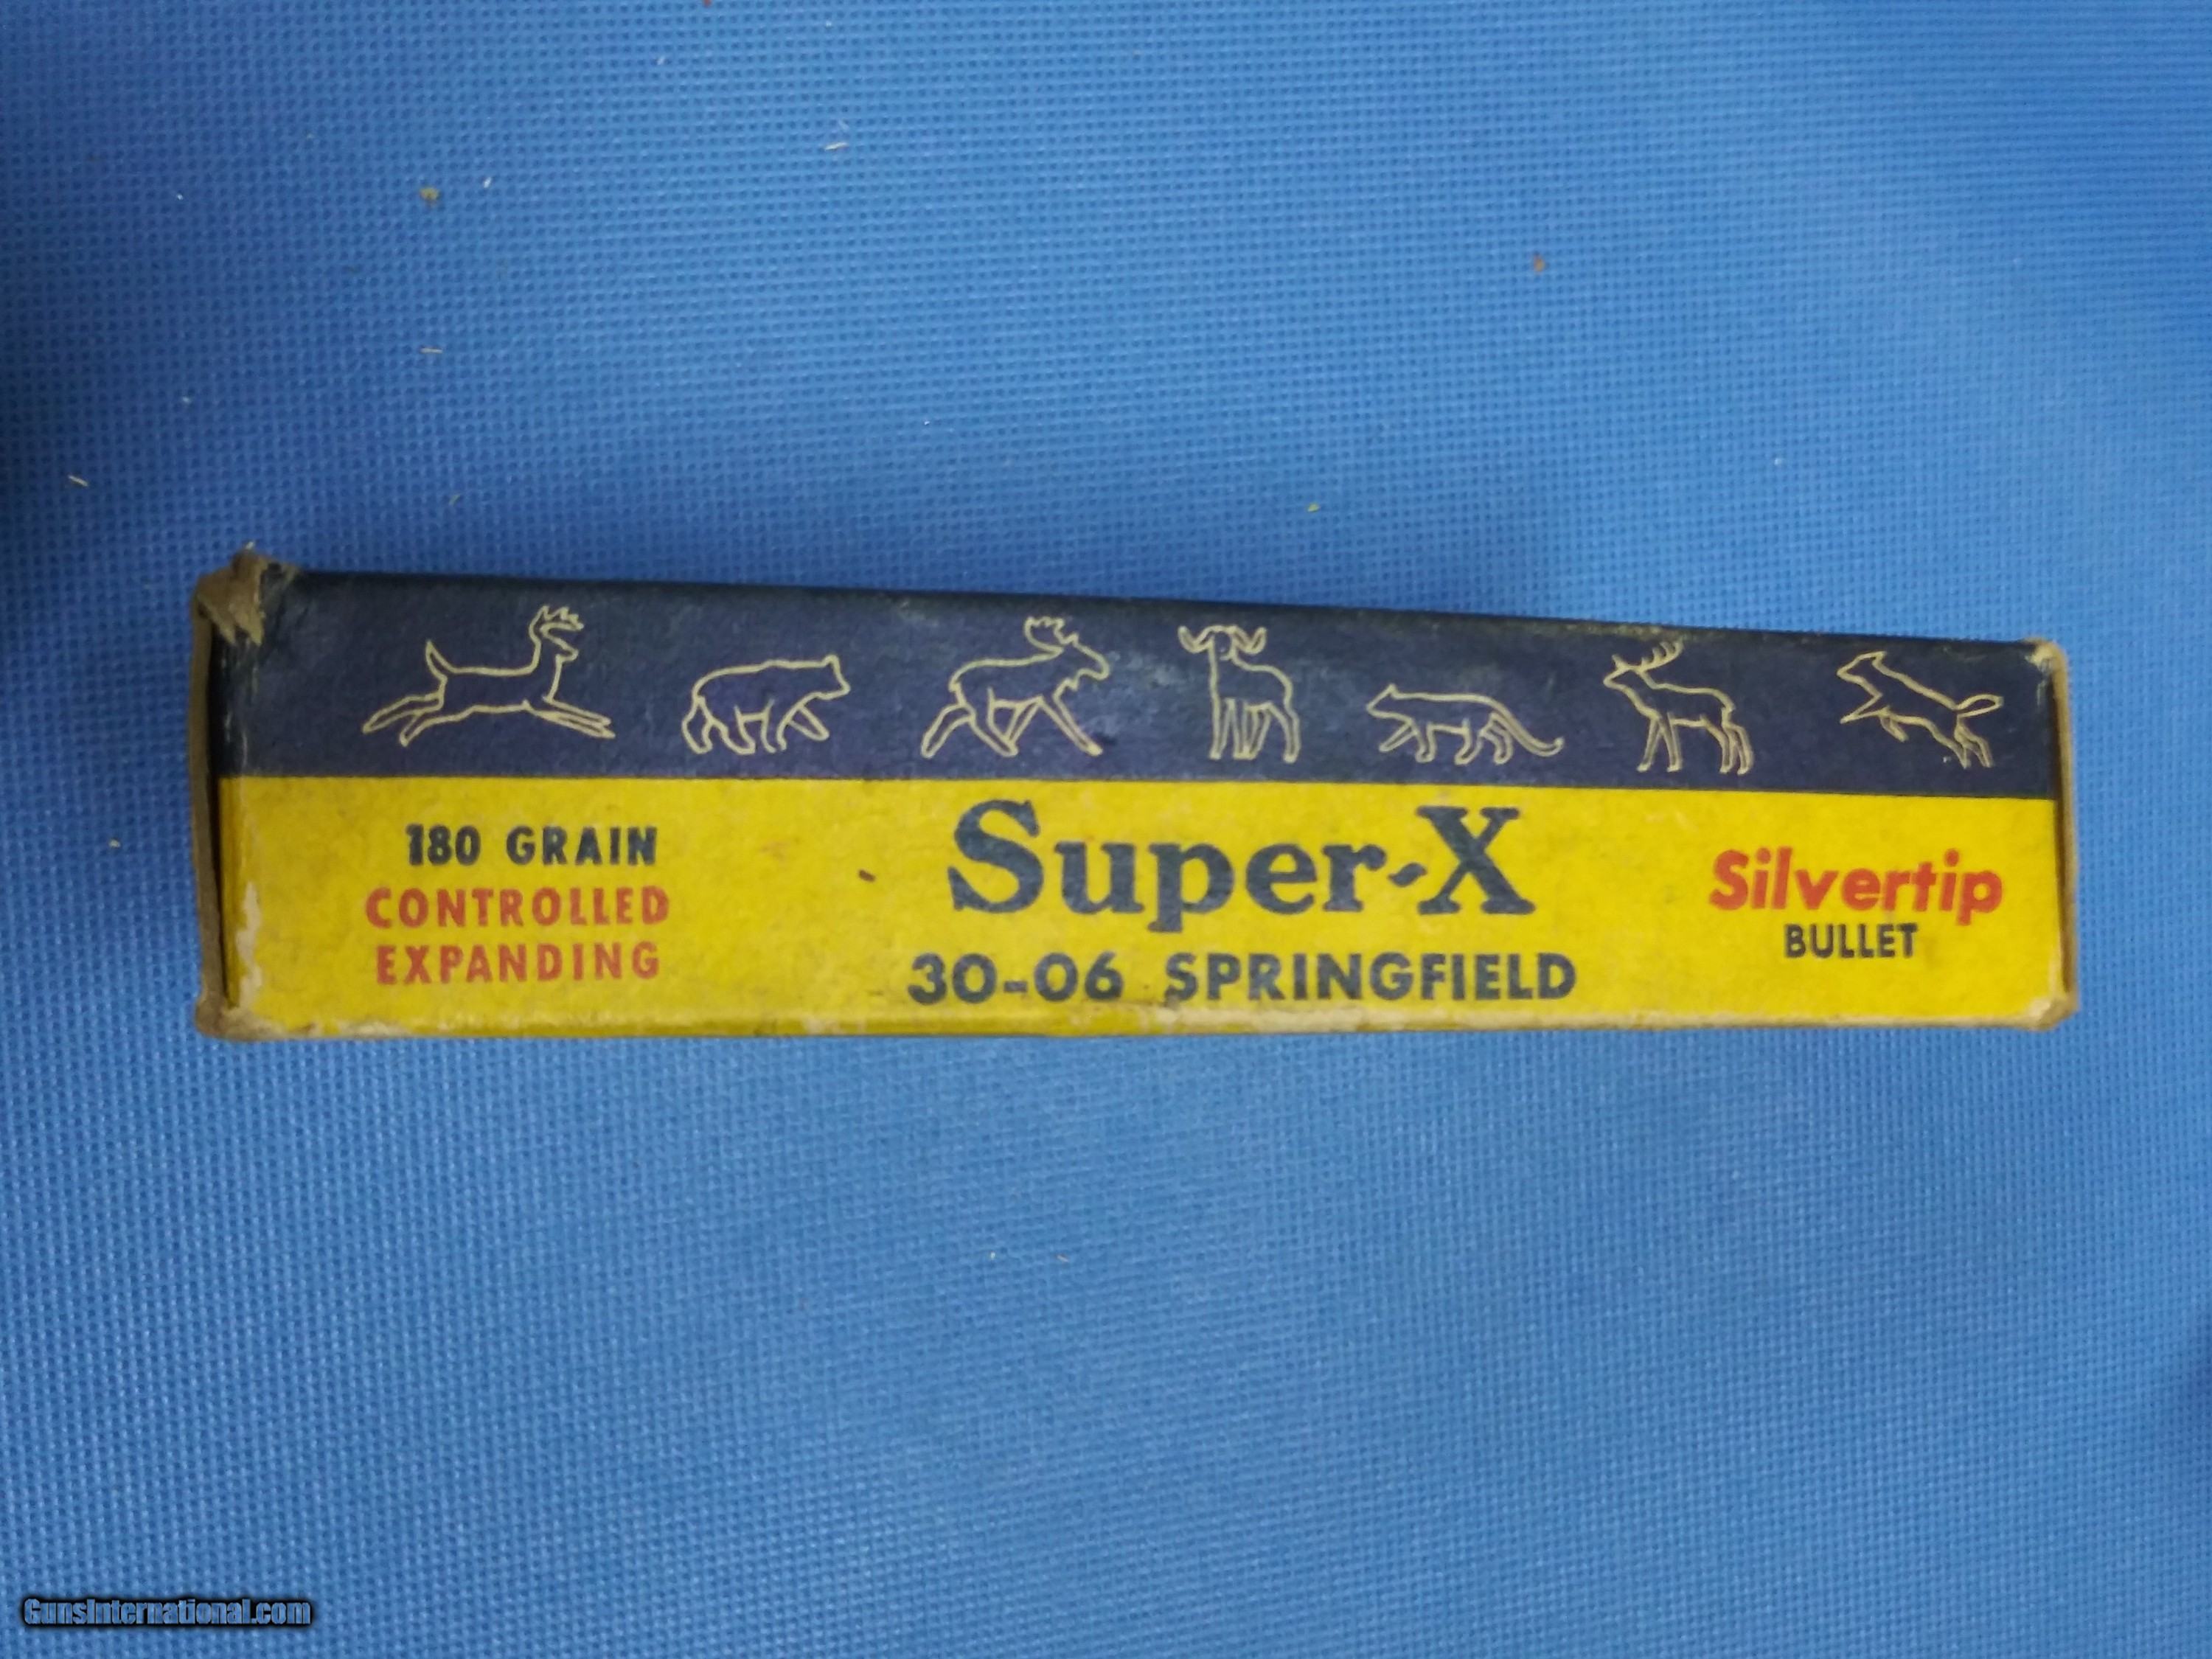 180 GRAIN
CONTROLLED
EXPANDING
Super-X
30-06 SPRINGFIELD
Silvertip
BULLET
GunsInternational.com